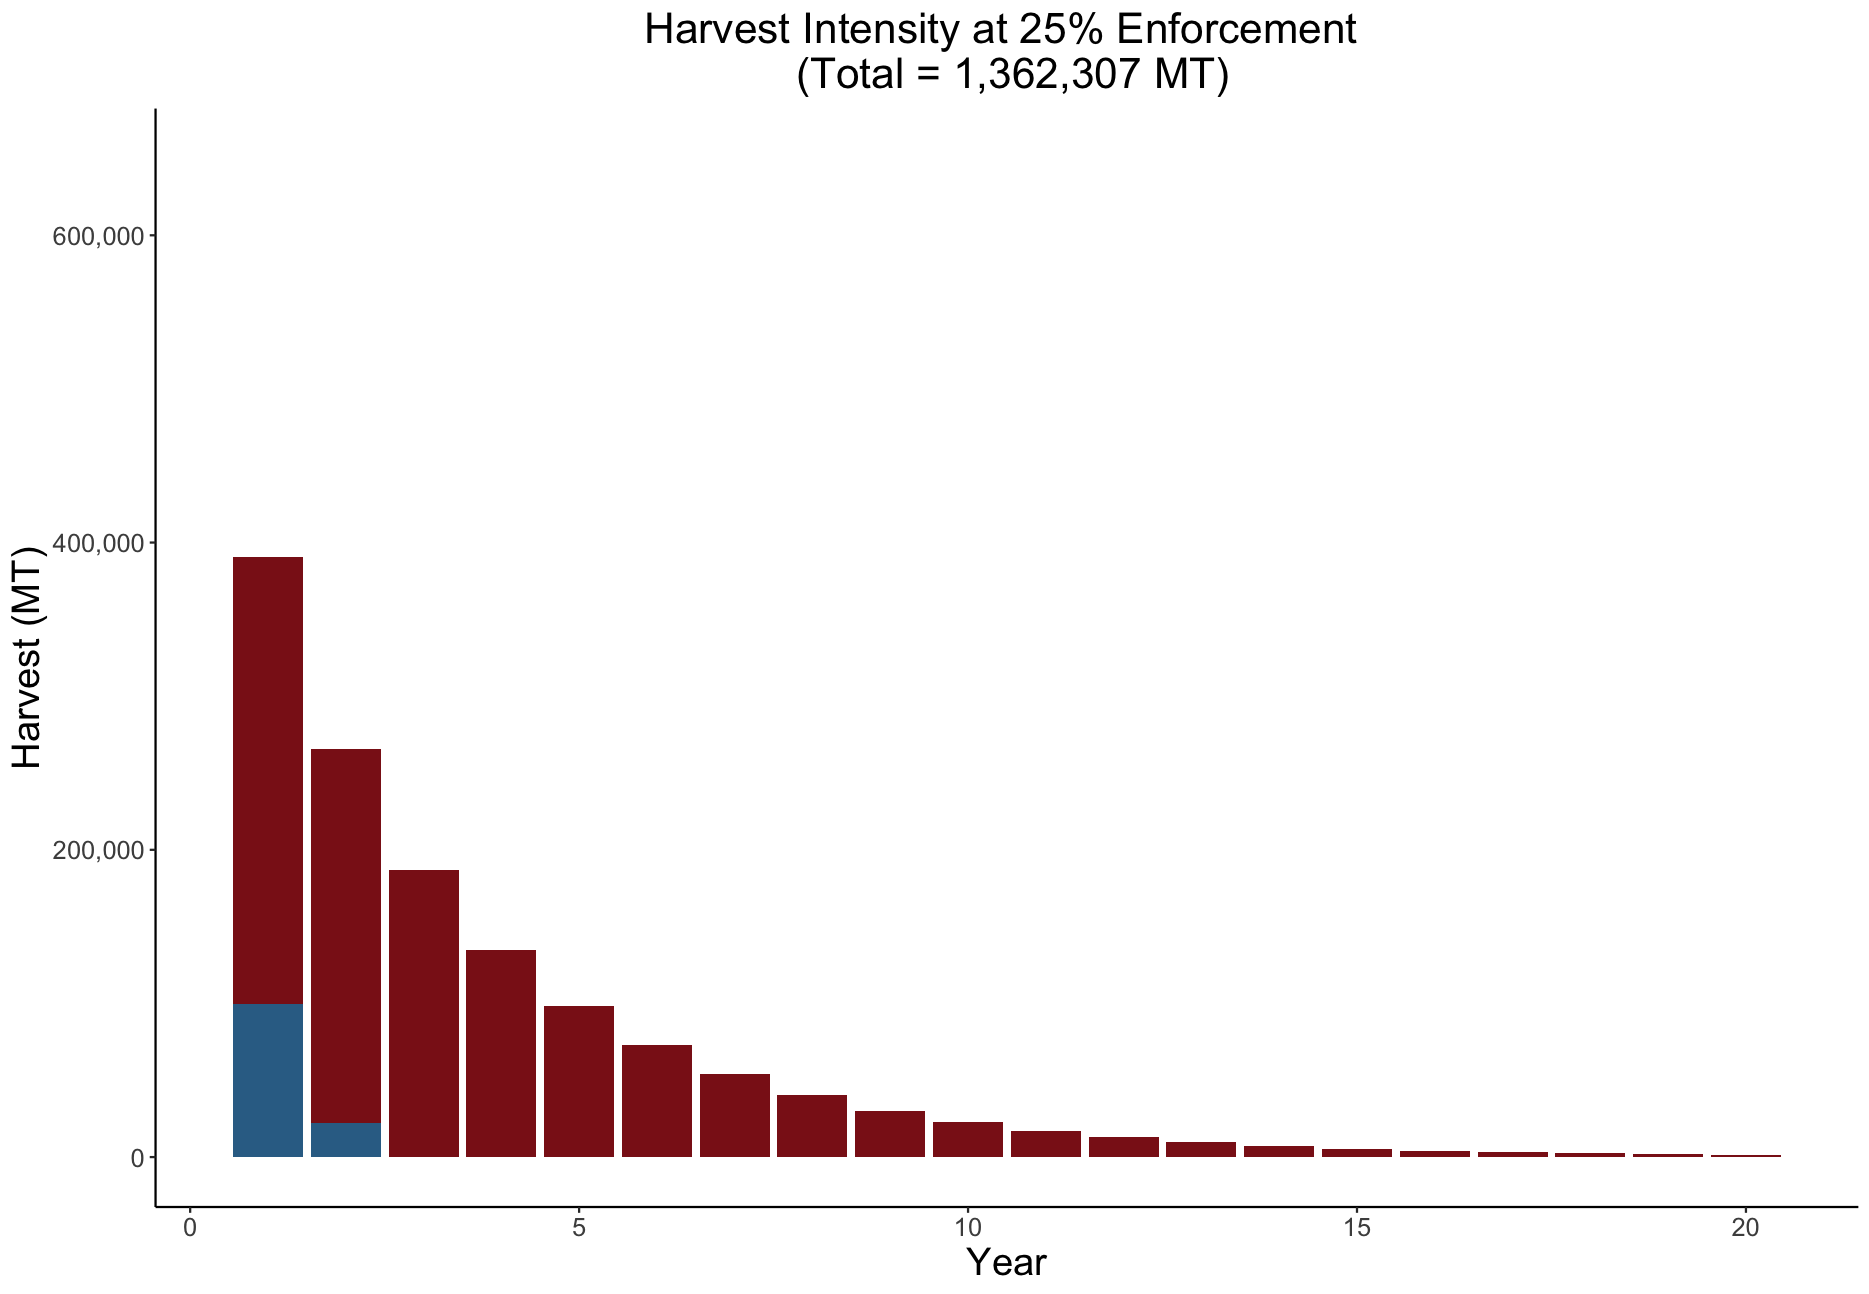 Harvest Intensity at 25% Enforcement
(Total = 1,362,307 MT)
Harvest (MT)
600,000
400,000
200,000
0
0 5 10 15 20
Year